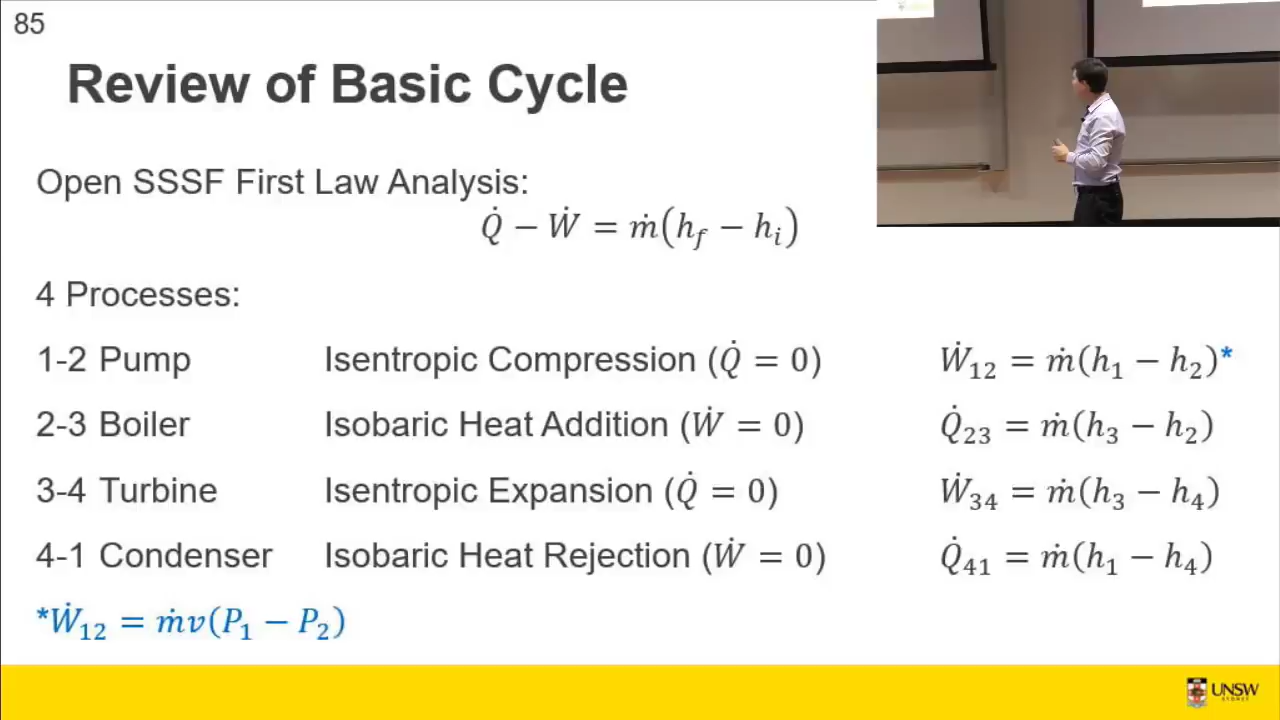 85
Review of Basic Cycle
Open SSSF First Law Analysis:
Q̇ − Ẇ = ṁ(h_f − h_i)
4 Processes:
1-2 Pump Isentropic Compression (Q̇ = 0) Ẇ₁₂ = ṁ(h₁ − h₂)*
2-3 Boiler Isobaric Heat Addition (Ẇ = 0) Q̇₂₃ = ṁ(h₃ − h₂)
3-4 Turbine Isentropic Expansion (Q̇ = 0) Ẇ₃₄ = ṁ(h₃ − h₄)
4-1 Condenser Isobaric Heat Rejection (Ẇ = 0) Q̇₄₁ = ṁ(h₁ − h₄)
*Ẇ₁₂ = ṁv(P₁ − P₂)
UNSW
SYDNEY